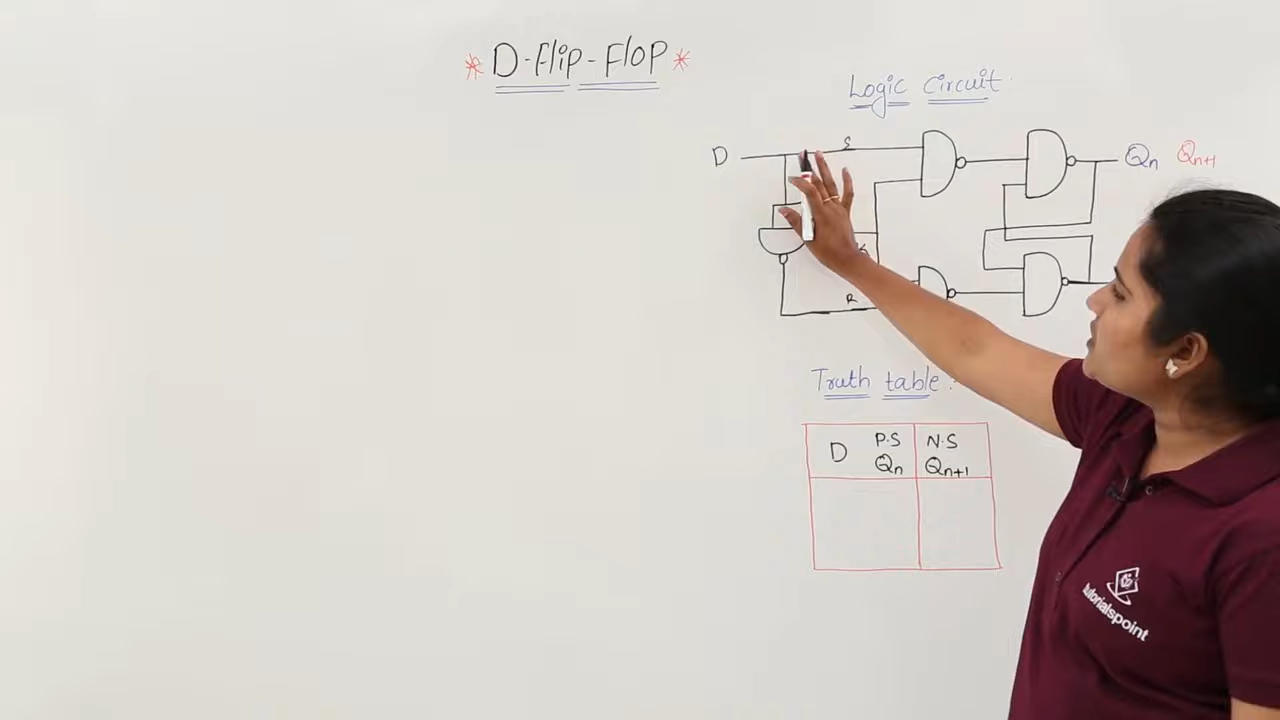 * D-Flip-Flop *
Logic Circuit
D
S
Qn Qn+1
R
Truth table :
D P.S N.S
Qn Qn+1
tutorialspoint